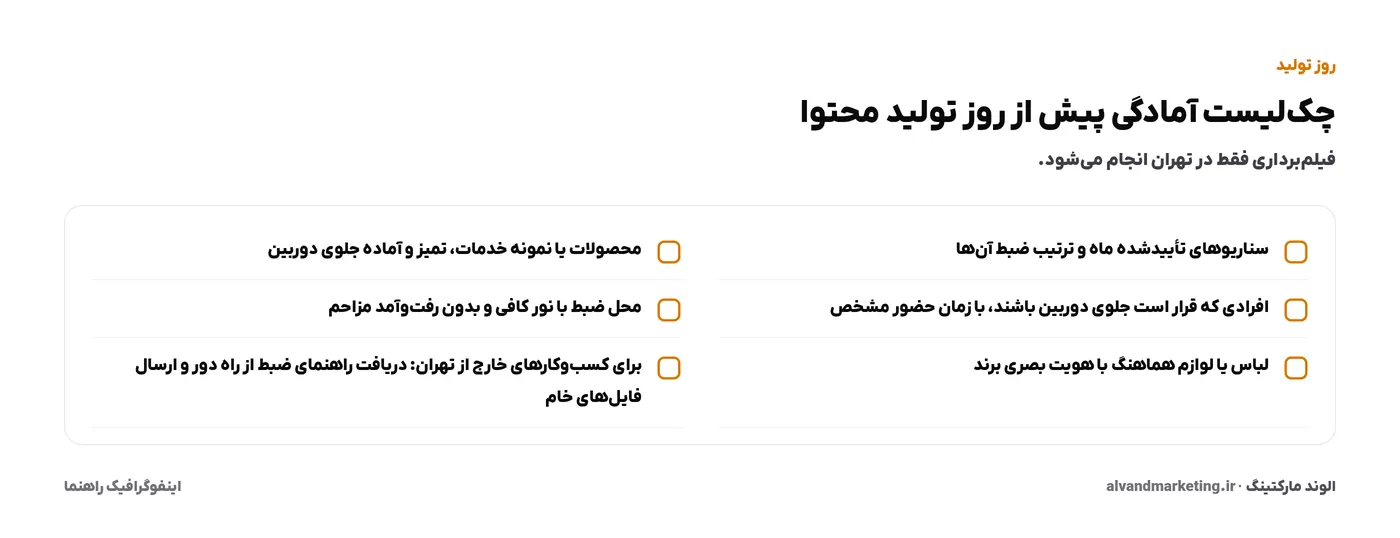 روز تولید
چک‌لیست آمادگی پیش از روز تولید محتوا
فیلم‌برداری فقط در تهران انجام می‌شود.
سناریوهای تأییدشده ماه و ترتیب ضبط آن‌ها
محصولات یا نمونه خدمات، تمیز و آماده جلوی دوربین
افرادی که قرار است جلوی دوربین باشند، با زمان حضور مشخص
محل ضبط با نور کافی و بدون رفت‌وآمد مزاحم
لباس یا لوازم هماهنگ با هویت بصری برند
برای کسب‌وکارهای خارج از تهران: دریافت راهنمای ضبط از راه دور و ارسال
فایل‌های خام
الوند مارکتینگ · alvandmarketing.ir
اینفوگرافیک راهنما